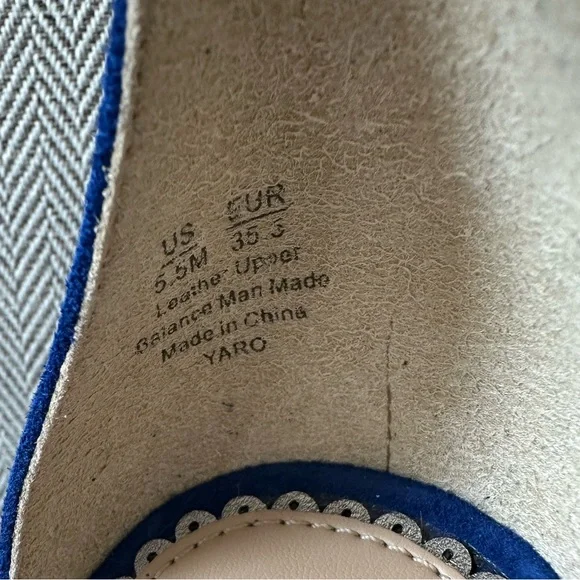 US EUR
5.5M 35.5
Leather Upper
Balance Man Made
Made in China
YARO